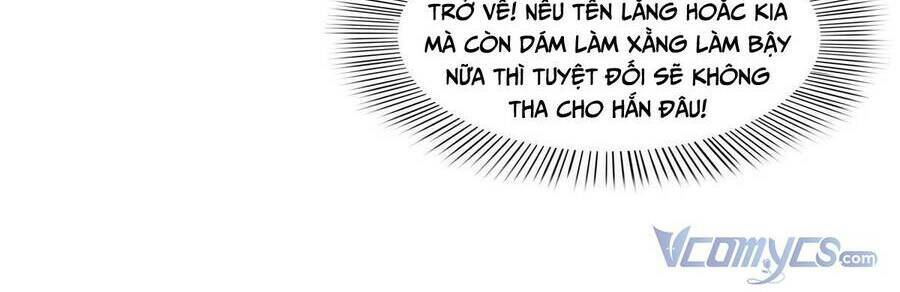 TRỞ VỀ! NẾU TÊN LĂNG HOẮC KIA
MÀ CÒN DÁM LÀM XẰNG LÀM BẬY
NỮA THÌ TUYỆT ĐỐI SẼ KHÔNG
THA CHO HẮN ĐÂU!
VCOMYCS.com